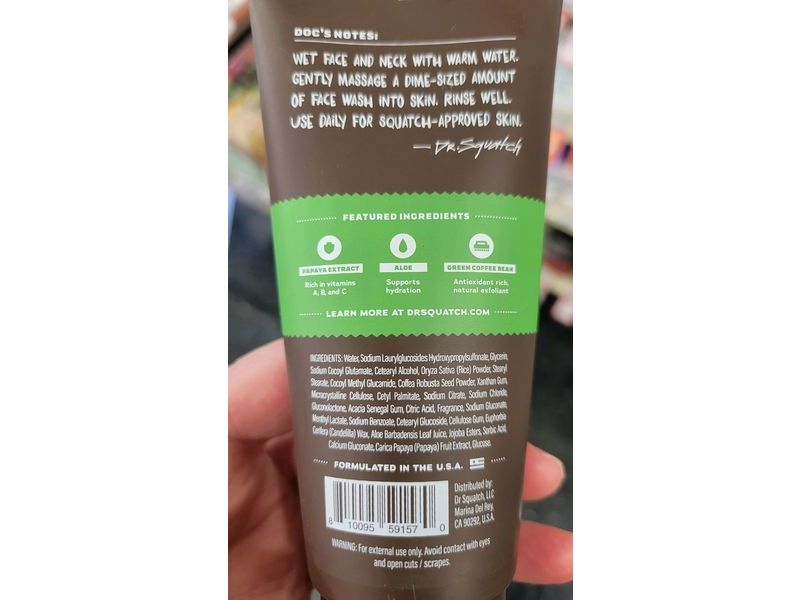 DOC'S NOTES:
WET FACE AND NECK WITH WARM WATER.
GENTLY MASSAGE A DIME-SIZED AMOUNT
OF FACE WASH INTO SKIN. RINSE WELL.
USE DAILY FOR SQUATCH-APPROVED SKIN.
— DR. Squatch
FEATURED INGREDIENTS
PAPAYA EXTRACT
Rich in vitamins
A, B, and C
ALOE
Supports
hydration
GREEN COFFEE BEAN
Antioxidant rich,
natural exfoliant
LEARN MORE AT DRSQUATCH.COM
INGREDIENTS: Water, Sodium Laurylglucosides Hydroxypropylsulfonate, Glycerin,
Sodium Cocoyl Glutamate, Cetearyl Alcohol, Oryza Sativa (Rice) Powder, Stearyl
Stearate, Cocoyl Methyl Glucamide, Coffea Robusta Seed Powder, Xanthan Gum,
Microcrystalline Cellulose, Cetyl Palmitate, Sodium Citrate, Sodium Chloride,
Gluconolactone, Acacia Senegal Gum, Citric Acid, Fragrance, Sodium Gluconate,
Menthyl Lactate, Sodium Benzoate, Cetearyl Glucoside, Cellulose Gum, Euphorbia
Cerifera (Candelilla) Wax, Aloe Barbadensis Leaf Juice, Jojoba Esters, Sorbic Acid,
Calcium Gluconate, Carica Papaya (Papaya) Fruit Extract, Glucose.
FORMULATED IN THE U.S.A.
8 10095 59157 0
Distributed by:
Dr Squatch, LLC
Marina Del Rey,
CA 90292, U.S.A.
WARNING: For external use only. Avoid contact with eyes
and open cuts / scrapes.